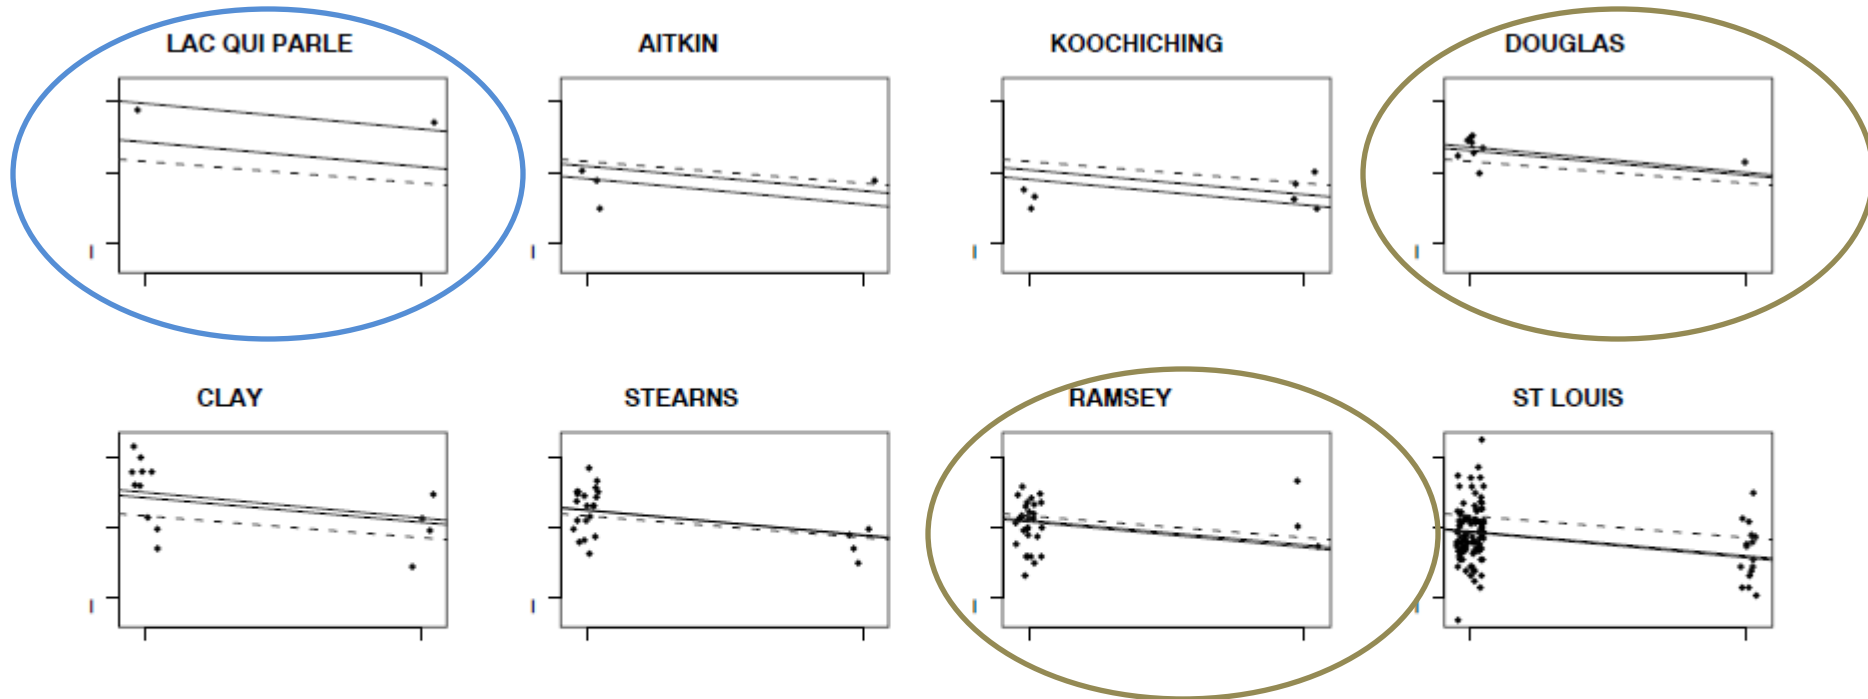 LAC QUI PARLE
AITKIN
KOOCHICHING
DOUGLAS
CLAY
STEARNS
RAMSEY
ST LOUIS